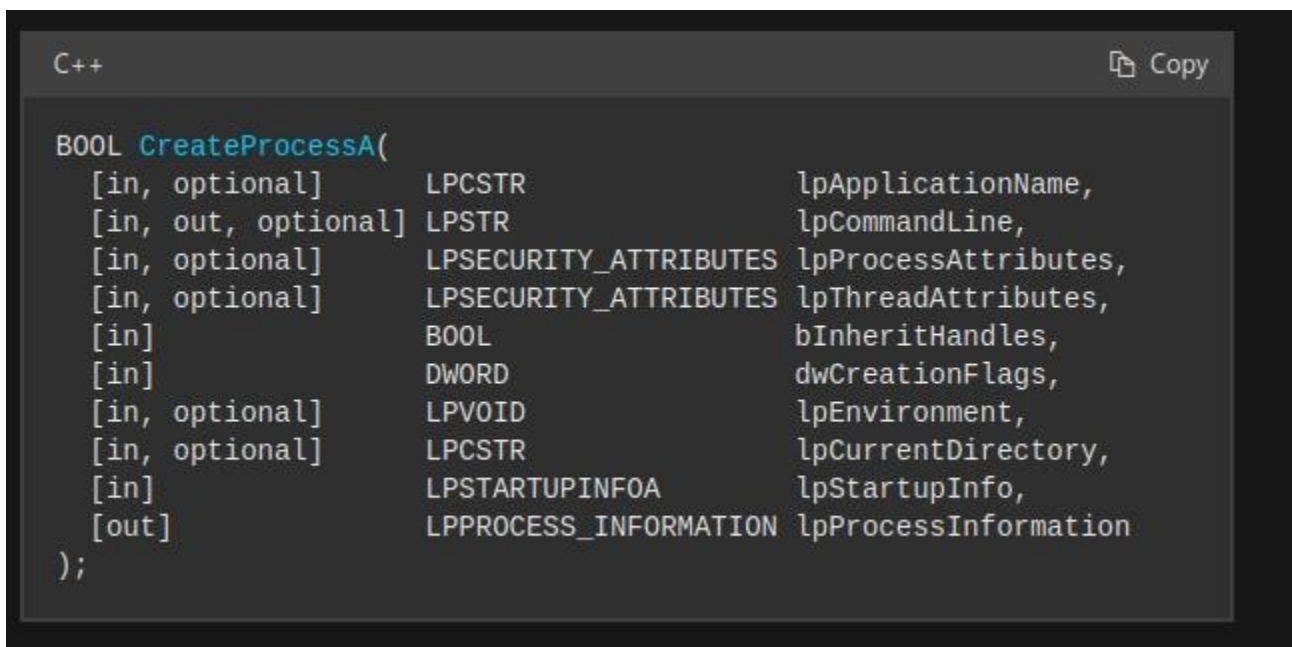 C++ Copy
BOOL CreateProcessA(
  [in, optional]      LPCSTR                lpApplicationName,
  [in, out, optional] LPSTR                 lpCommandLine,
  [in, optional]      LPSECURITY_ATTRIBUTES lpProcessAttributes,
  [in, optional]      LPSECURITY_ATTRIBUTES lpThreadAttributes,
  [in]                BOOL                  bInheritHandles,
  [in]                DWORD                 dwCreationFlags,
  [in, optional]      LPVOID                lpEnvironment,
  [in, optional]      LPCSTR                lpCurrentDirectory,
  [in]                LPSTARTUPINFOA        lpStartupInfo,
  [out]               LPPROCESS_INFORMATION lpProcessInformation
);